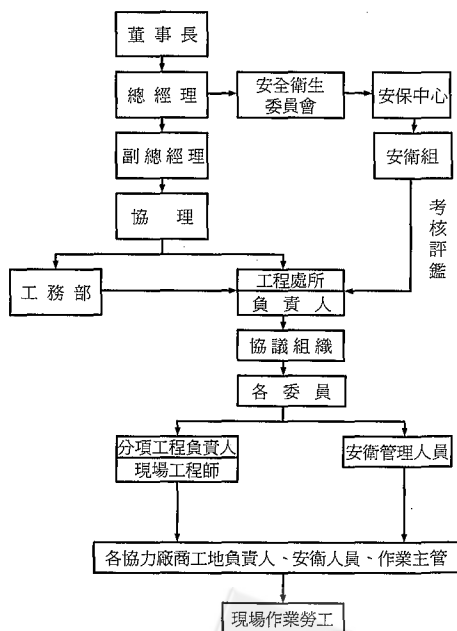 董事長
總經理
安全衛生
委員會
安保中心
副總經理
安衛組
協理
考核評鑑
工務部
工程處所
負責人
協議組織
各委員
分項工程負責人
現場工程師
安衛管理人員
各協力廠商工地負責人、安衛人員、作業主管
現場作業勞工